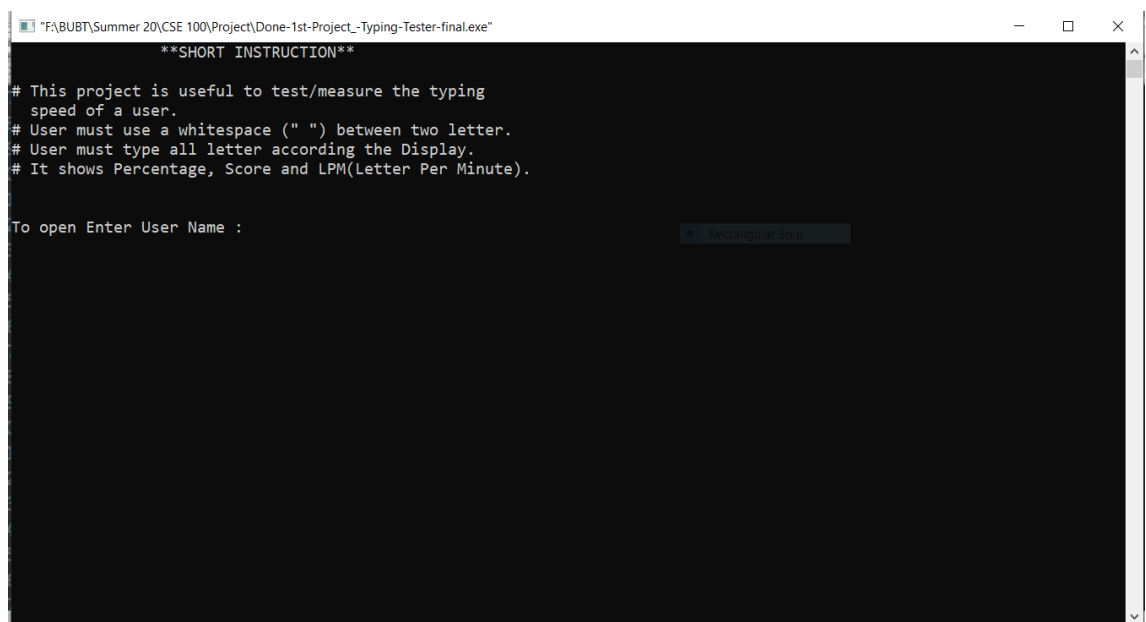 "F:\BUBT\Summer 20\CSE 100\Project\Done-1st-Project_-Typing-Tester-final.exe"
**SHORT INSTRUCTION**
# This project is useful to test/measure the typing
speed of a user.
# User must use a whitespace (" ") between two letter.
# User must type all letter according the Display.
# It shows Percentage, Score and LPM(Letter Per Minute).
To open Enter User Name :
Rectangular Snip